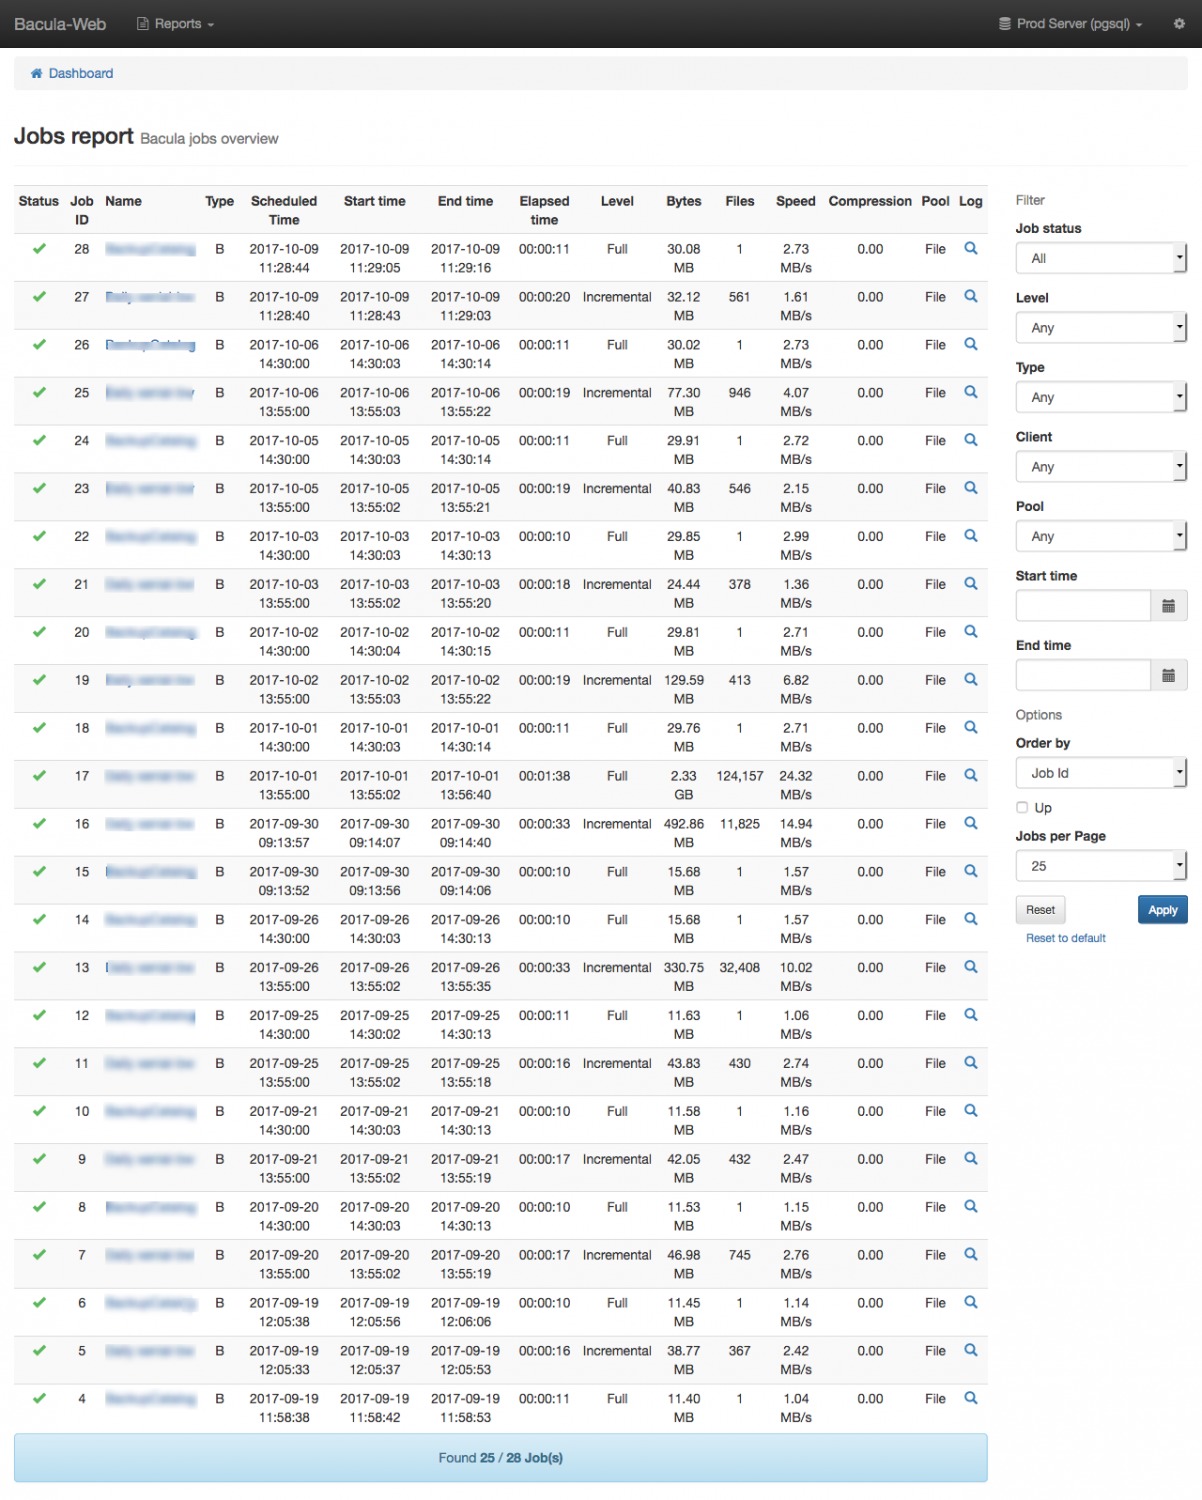 Bacula-Web Reports Prod Server (pgsql)
Dashboard
Jobs report Bacula jobs overview
Status Job ID Name Type Scheduled Time Start time End time Elapsed time Level Bytes Files Speed Compression Pool Log
28 B 2017-10-09 2017-10-09 2017-10-09 00:00:11 Full 30.08 1 2.73 0.00 File
11:28:44 11:29:05 11:29:16 MB MB/s
27 B 2017-10-09 2017-10-09 2017-10-09 00:00:20 Incremental 32.12 561 1.61 0.00 File
11:28:40 11:28:43 11:29:03 MB MB/s
26 B 2017-10-06 2017-10-06 2017-10-06 00:00:11 Full 30.02 1 2.73 0.00 File
14:30:00 14:30:03 14:30:14 MB MB/s
25 B 2017-10-06 2017-10-06 2017-10-06 00:00:19 Incremental 77.30 946 4.07 0.00 File
13:55:00 13:55:03 13:55:22 MB MB/s
24 B 2017-10-05 2017-10-05 2017-10-05 00:00:11 Full 29.91 1 2.72 0.00 File
14:30:00 14:30:03 14:30:14 MB MB/s
23 B 2017-10-05 2017-10-05 2017-10-05 00:00:19 Incremental 40.83 546 2.15 0.00 File
13:55:00 13:55:02 13:55:21 MB MB/s
22 B 2017-10-03 2017-10-03 2017-10-03 00:00:10 Full 29.85 1 2.99 0.00 File
14:30:00 14:30:03 14:30:13 MB MB/s
21 B 2017-10-03 2017-10-03 2017-10-03 00:00:18 Incremental 24.44 378 1.36 0.00 File
13:55:00 13:55:02 13:55:20 MB MB/s
20 B 2017-10-02 2017-10-02 2017-10-02 00:00:11 Full 29.81 1 2.71 0.00 File
14:30:00 14:30:04 14:30:15 MB MB/s
19 B 2017-10-02 2017-10-02 2017-10-02 00:00:19 Incremental 129.59 413 6.82 0.00 File
13:55:00 13:55:03 13:55:22 MB MB/s
18 B 2017-10-01 2017-10-01 2017-10-01 00:00:11 Full 29.76 1 2.71 0.00 File
14:30:00 14:30:03 14:30:14 MB MB/s
17 B 2017-10-01 2017-10-01 2017-10-01 00:01:38 Full 2.33 124,157 24.32 0.00 File
13:55:00 13:55:02 13:56:40 GB MB/s
16 B 2017-09-30 2017-09-30 2017-09-30 00:00:33 Incremental 492.86 11,825 14.94 0.00 File
09:13:57 09:14:07 09:14:40 MB MB/s
15 B 2017-09-30 2017-09-30 2017-09-30 00:00:10 Full 15.68 1 1.57 0.00 File
09:13:52 09:13:56 09:14:06 MB MB/s
14 B 2017-09-26 2017-09-26 2017-09-26 00:00:10 Full 15.68 1 1.57 0.00 File
14:30:00 14:30:03 14:30:13 MB MB/s
13 B 2017-09-26 2017-09-26 2017-09-26 00:00:33 Incremental 330.75 32,408 10.02 0.00 File
13:55:00 13:55:02 13:55:35 MB MB/s
12 B 2017-09-25 2017-09-25 2017-09-25 00:00:11 Full 11.63 1 1.06 0.00 File
14:30:00 14:30:02 14:30:13 MB MB/s
11 B 2017-09-25 2017-09-25 2017-09-25 00:00:16 Incremental 43.83 430 2.74 0.00 File
13:55:00 13:55:02 13:55:18 MB MB/s
10 B 2017-09-21 2017-09-21 2017-09-21 00:00:10 Full 11.58 1 1.16 0.00 File
14:30:00 14:30:03 14:30:13 MB MB/s
9 B 2017-09-21 2017-09-21 2017-09-21 00:00:17 Incremental 42.05 432 2.47 0.00 File
13:55:00 13:55:02 13:55:19 MB MB/s
8 B 2017-09-20 2017-09-20 2017-09-20 00:00:10 Full 11.53 1 1.15 0.00 File
14:30:00 14:30:03 14:30:13 MB MB/s
7 B 2017-09-20 2017-09-20 2017-09-20 00:00:17 Incremental 46.98 745 2.76 0.00 File
13:55:00 13:55:02 13:55:19 MB MB/s
6 B 2017-09-19 2017-09-19 2017-09-19 00:00:10 Full 11.45 1 1.14 0.00 File
12:05:38 12:05:56 12:06:06 MB MB/s
5 B 2017-09-19 2017-09-19 2017-09-19 00:00:16 Incremental 38.77 367 2.42 0.00 File
12:05:33 12:05:37 12:05:53 MB MB/s
4 B 2017-09-19 2017-09-19 2017-09-19 00:00:11 Full 11.40 1 1.04 0.00 File
11:58:38 11:58:42 11:58:53 MB MB/s
Found 25 / 28 Job(s)
Filter
Job status
All
Level
Any
Type
Any
Client
Any
Pool
Any
Start time
End time
Options
Order by
Job Id
Up
Jobs per Page
25
Reset Apply
Reset to default